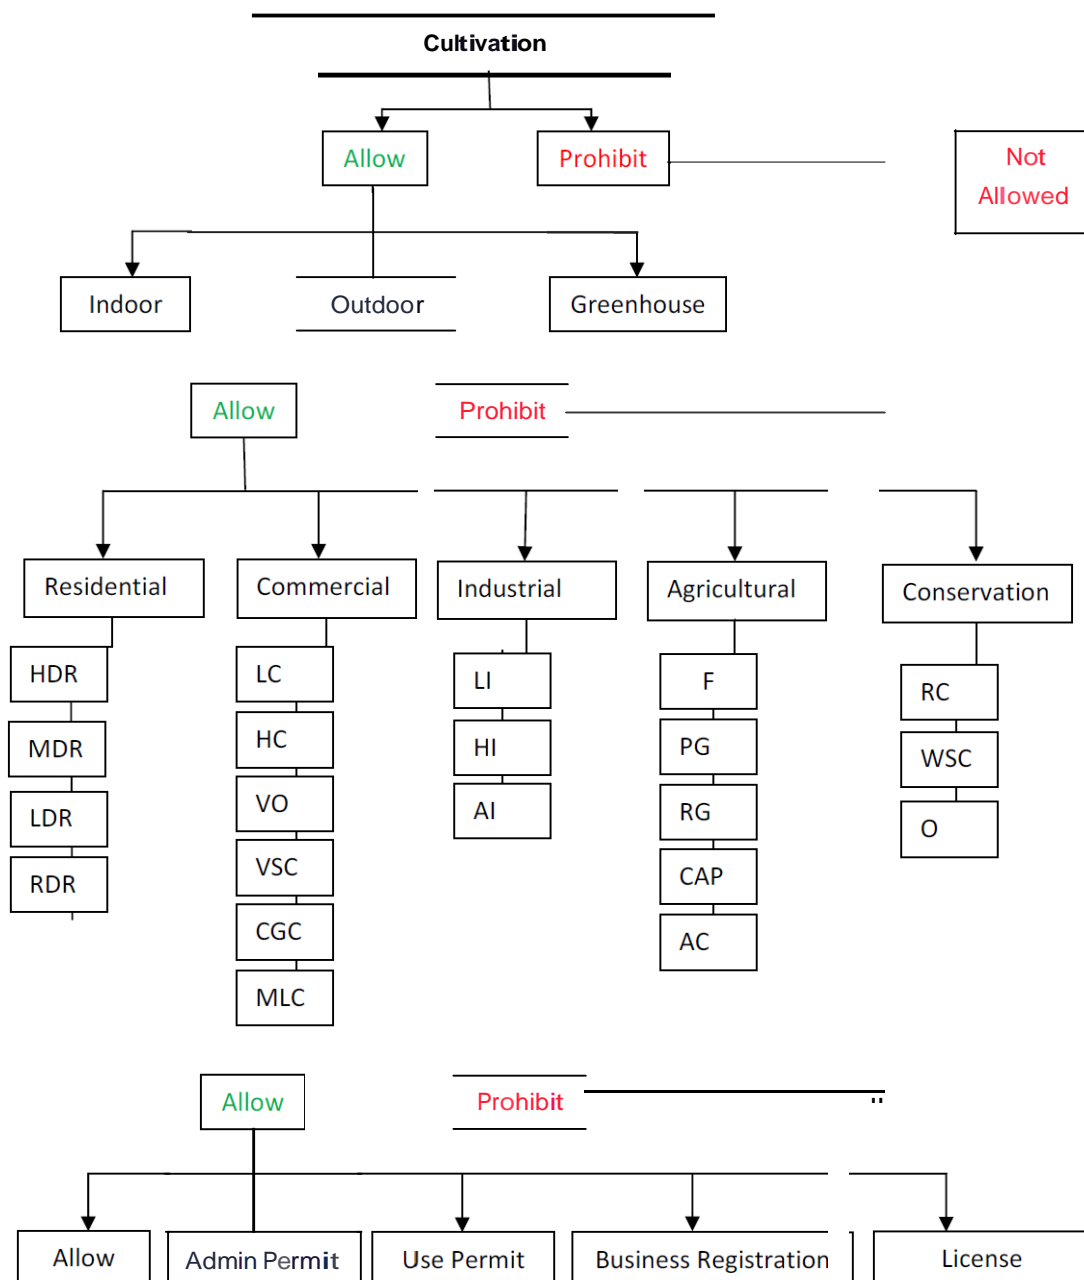 Cultivation
Allow
Prohibit
Not
Allowed
Indoor
Outdoor
Greenhouse
Allow
Prohibit
Residential
Commercial
Industrial
Agricultural
Conservation
HDR
MDR
LDR
RDR
LC
HC
VO
VSC
CGC
MLC
LI
HI
AI
F
PG
RG
CAP
AC
RC
WSC
O
Allow
Prohibit
Allow
Admin Permit
Use Permit
Business Registration
License